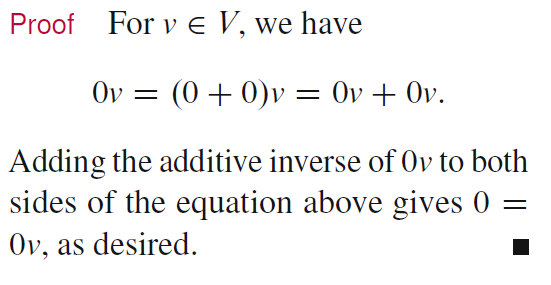 Proof For v ∈ V, we have
0v = (0 + 0)v = 0v + 0v.
Adding the additive inverse of 0v to both
sides of the equation above gives 0 =
0v, as desired. ■